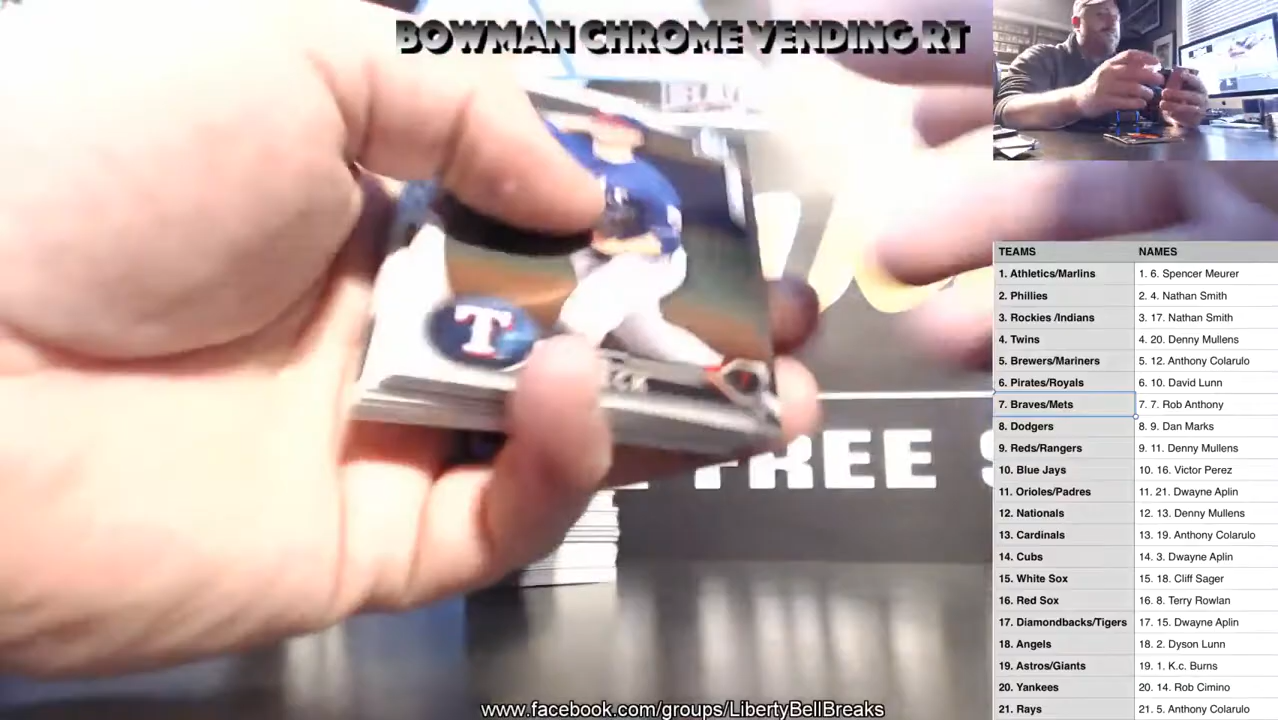 BOWMAN CHROME VENDING RT
T
FREE
TEAMS NAMES
1. Athletics/Marlins 1. 6. Spencer Meurer
2. Phillies 2. 4. Nathan Smith
3. Rockies /Indians 3. 17. Nathan Smith
4. Twins 4. 20. Denny Mullens
5. Brewers/Mariners 5. 12. Anthony Colarulo
6. Pirates/Royals 6. 10. David Lunn
7. Braves/Mets 7. 7. Rob Anthony
8. Dodgers 8. 9. Dan Marks
9. Reds/Rangers 9. 11. Denny Mullens
10. Blue Jays 10. 16. Victor Perez
11. Orioles/Padres 11. 21. Dwayne Aplin
12. Nationals 12. 13. Denny Mullens
13. Cardinals 13. 19. Anthony Colarulo
14. Cubs 14. 3. Dwayne Aplin
15. White Sox 15. 18. Cliff Sager
16. Red Sox 16. 8. Terry Rowlan
17. Diamondbacks/Tigers 17. 15. Dwayne Aplin
18. Angels 18. 2. Dyson Lunn
19. Astros/Giants 19. 1. K.c. Burns
20. Yankees 20. 14. Rob Cimino
21. Rays 21. 5. Anthony Colarulo
www.facebook.com/groups/LibertyBellBreaks